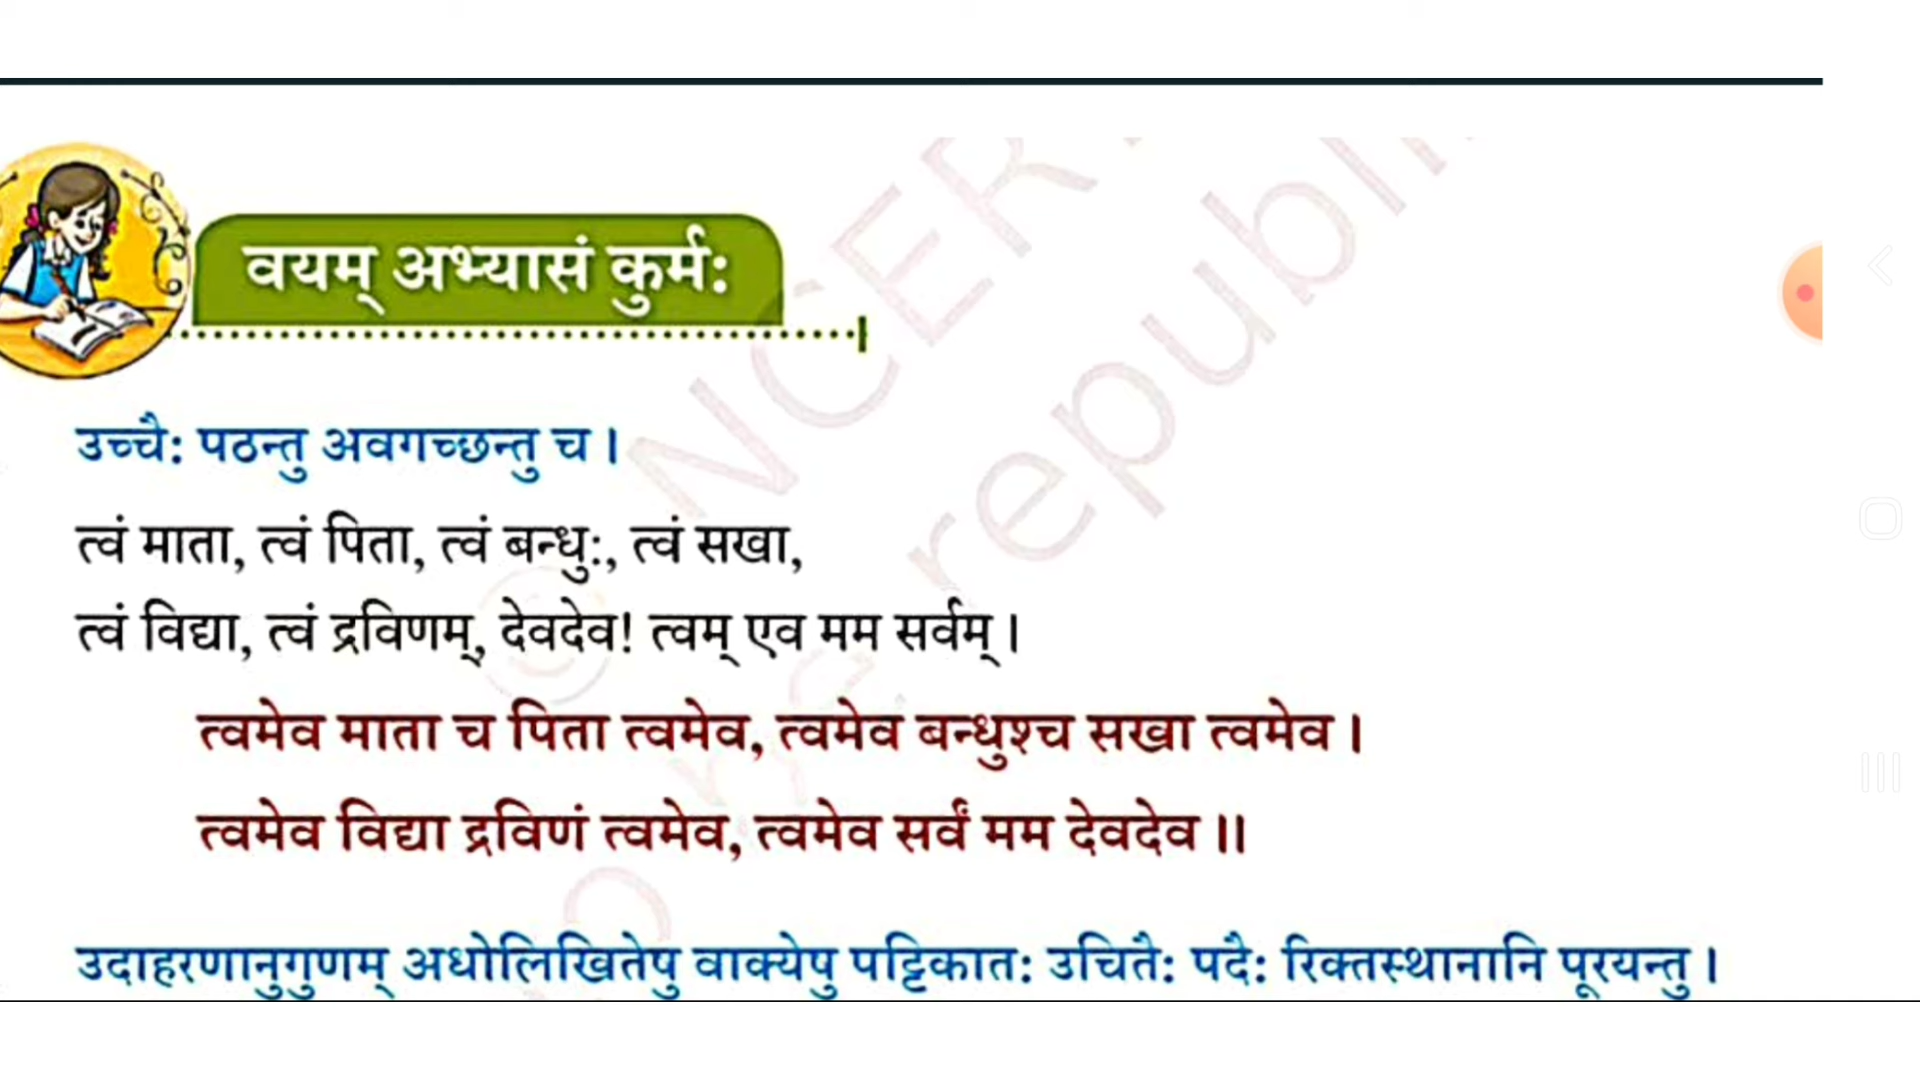 वयम् अभ्यासं कुर्मः
उच्चैः पठन्तु अवगच्छन्तु च ।
त्वं माता, त्वं पिता, त्वं बन्धुः, त्वं सखा,
त्वं विद्या, त्वं द्रविणम्, देवदेव! त्वम् एव मम सर्वम् ।
त्वमेव माता च पिता त्वमेव, त्वमेव बन्धुश्च सखा त्वमेव ।
त्वमेव विद्या द्रविणं त्वमेव, त्वमेव सर्वं मम देवदेव ।।
उदाहरणानुगुणम् अधोलिखितेषु वाक्येषु पट्टिकातः उचितैः पदैः रिक्तस्थानानि पूरयन्तु ।